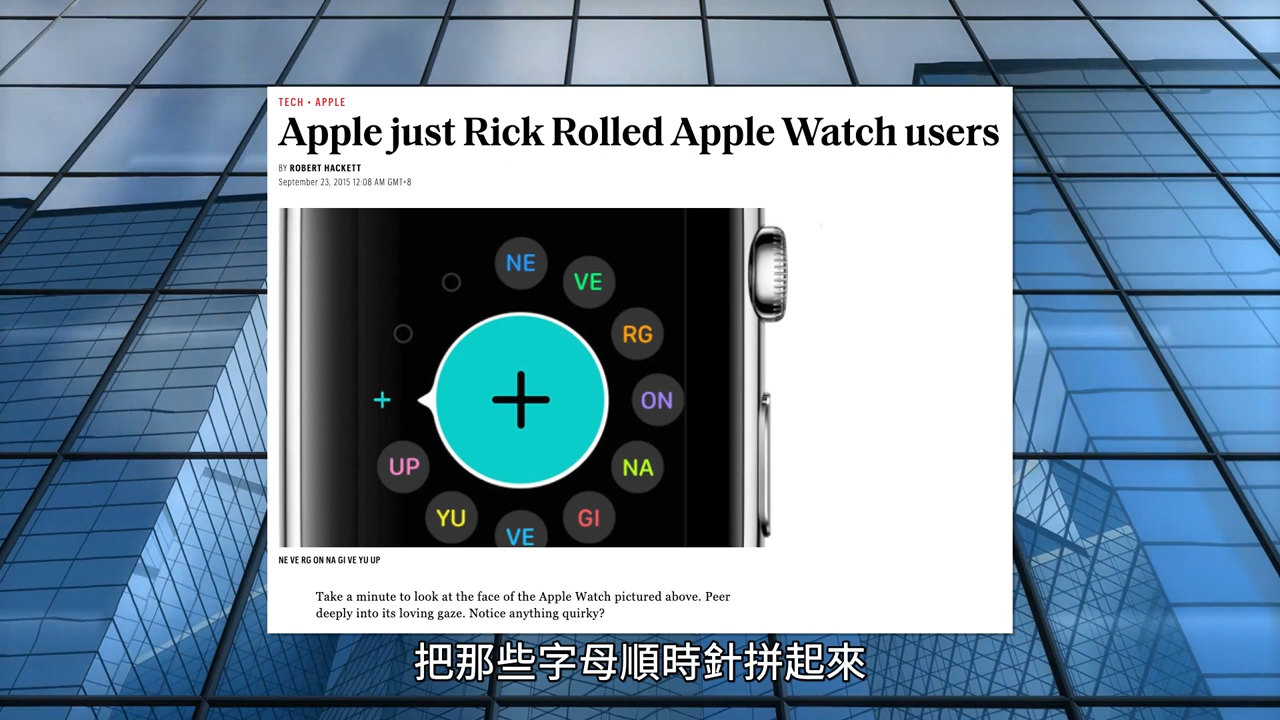 TECH • APPLE
Apple just Rick Rolled Apple Watch users
BY ROBERT HACKETT
September 23, 2015 12:08 AM GMT+8
NE
VE
RG
ON
NA
GI
VE
YU
UP
+
+
NE VE RG ON NA GI VE YU UP
Take a minute to look at the face of the Apple Watch pictured above. Peer
deeply into its loving gaze. Notice anything quirky?
把那些字母順時針拼起來